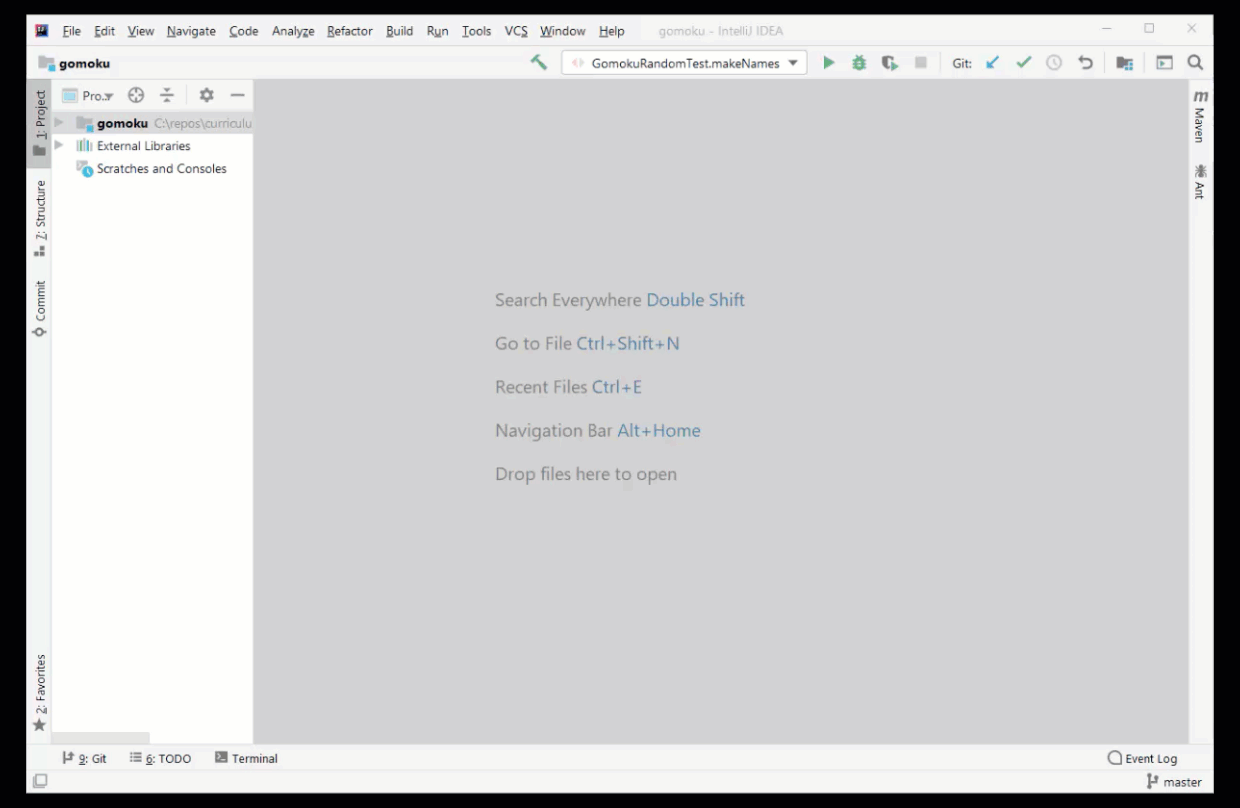 File Edit View Navigate Code Analyze Refactor Build Run Tools VCS Window Help gomoku - IntelliJ IDEA
gomoku GomokuRandomTest.makeNames Git:
1: Project
Pro..
gomoku C:\repos\curriculu
External Libraries
Scratches and Consoles
Z: Structure
Commit
2: Favorites
Search Everywhere Double Shift
Go to File Ctrl+Shift+N
Recent Files Ctrl+E
Navigation Bar Alt+Home
Drop files here to open
m Maven
Ant
9: Git 6: TODO Terminal Event Log
master